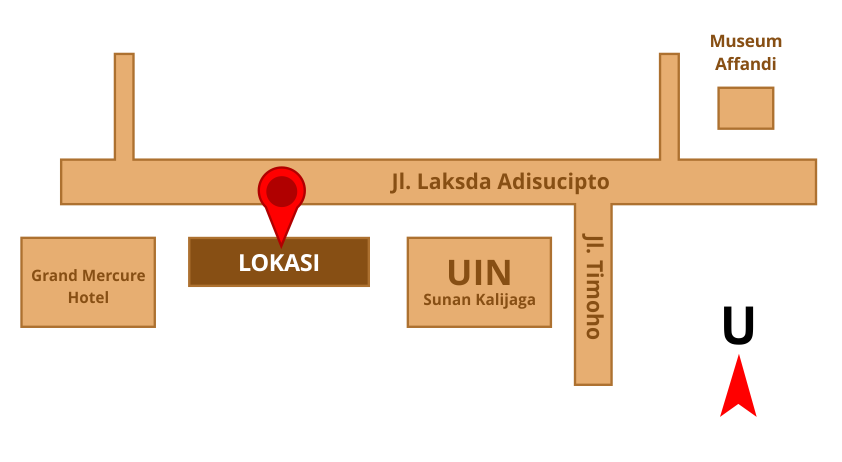 Museum
Affandi
Jl. Laksda Adisucipto
Grand Mercure
Hotel
LOKASI
UIN
Sunan Kalijaga
Jl. Timoho
U